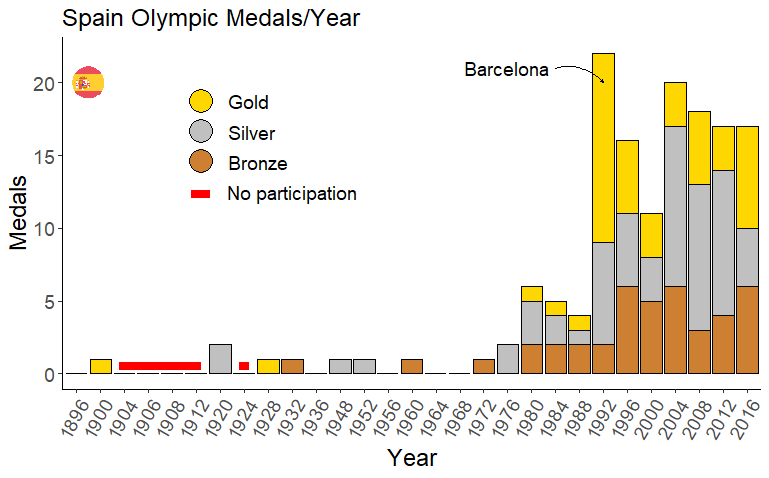 Spain Olympic Medals/Year
Barcelona
Gold
Silver
Bronze
No participation
Medals
20
15
10
5
0
1896 1900 1904 1906 1908 1912 1920 1924 1928 1932 1936 1948 1952 1956 1960 1964 1968 1972 1976 1980 1984 1988 1992 1996 2000 2004 2008 2012 2016
Year